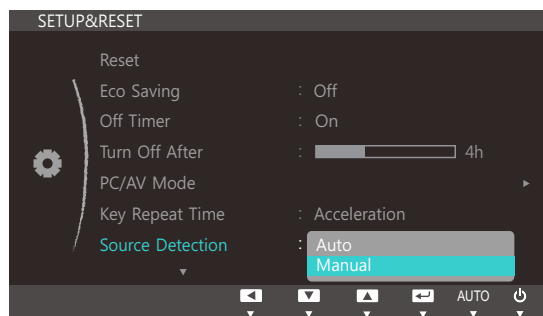 SETUP&RESET
Reset
Eco Saving : Off
Off Timer : On
Turn Off After : 4h
PC/AV Mode
Key Repeat Time : Acceleration
Source Detection : Auto
Manual
AUTO